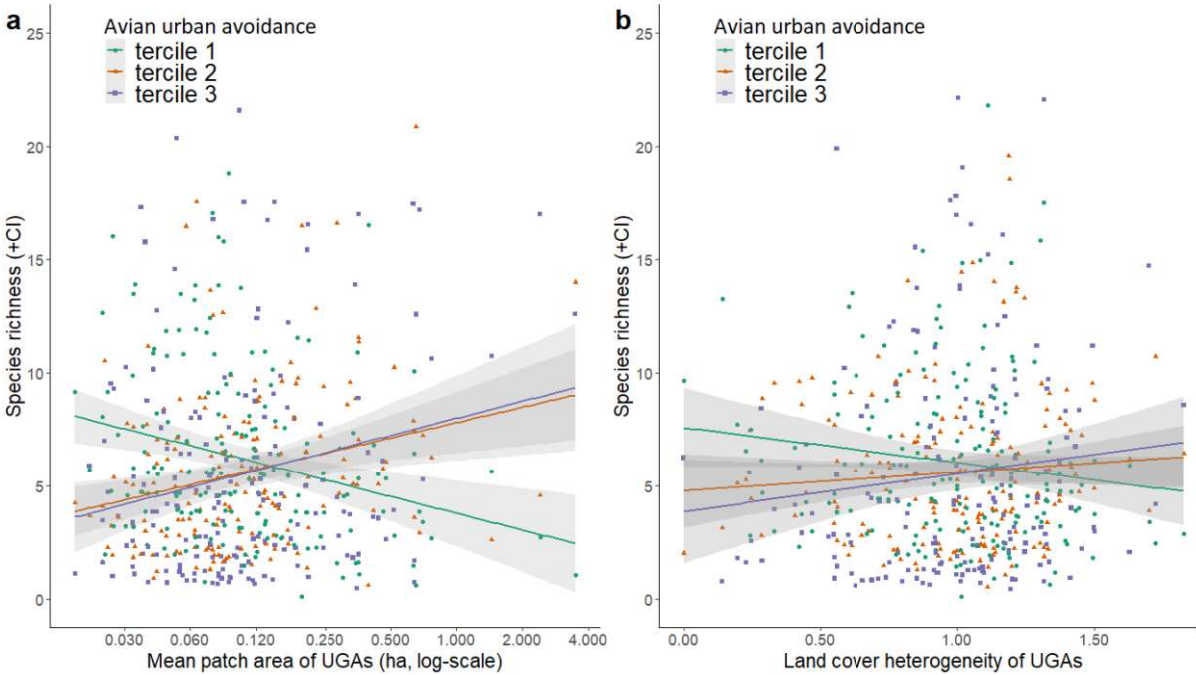 a
Avian urban avoidance
tercile 1
tercile 2
tercile 3
Species richness (+CI)
25
20
15
10
5
0
0.030 0.060 0.120 0.250 0.500 1.000 2.000 4.000
Mean patch area of UGAs (ha, log-scale)
b
Avian urban avoidance
tercile 1
tercile 2
tercile 3
Species richness (+CI)
25
20
15
10
5
0
0.00 0.50 1.00 1.50
Land cover heterogeneity of UGAs